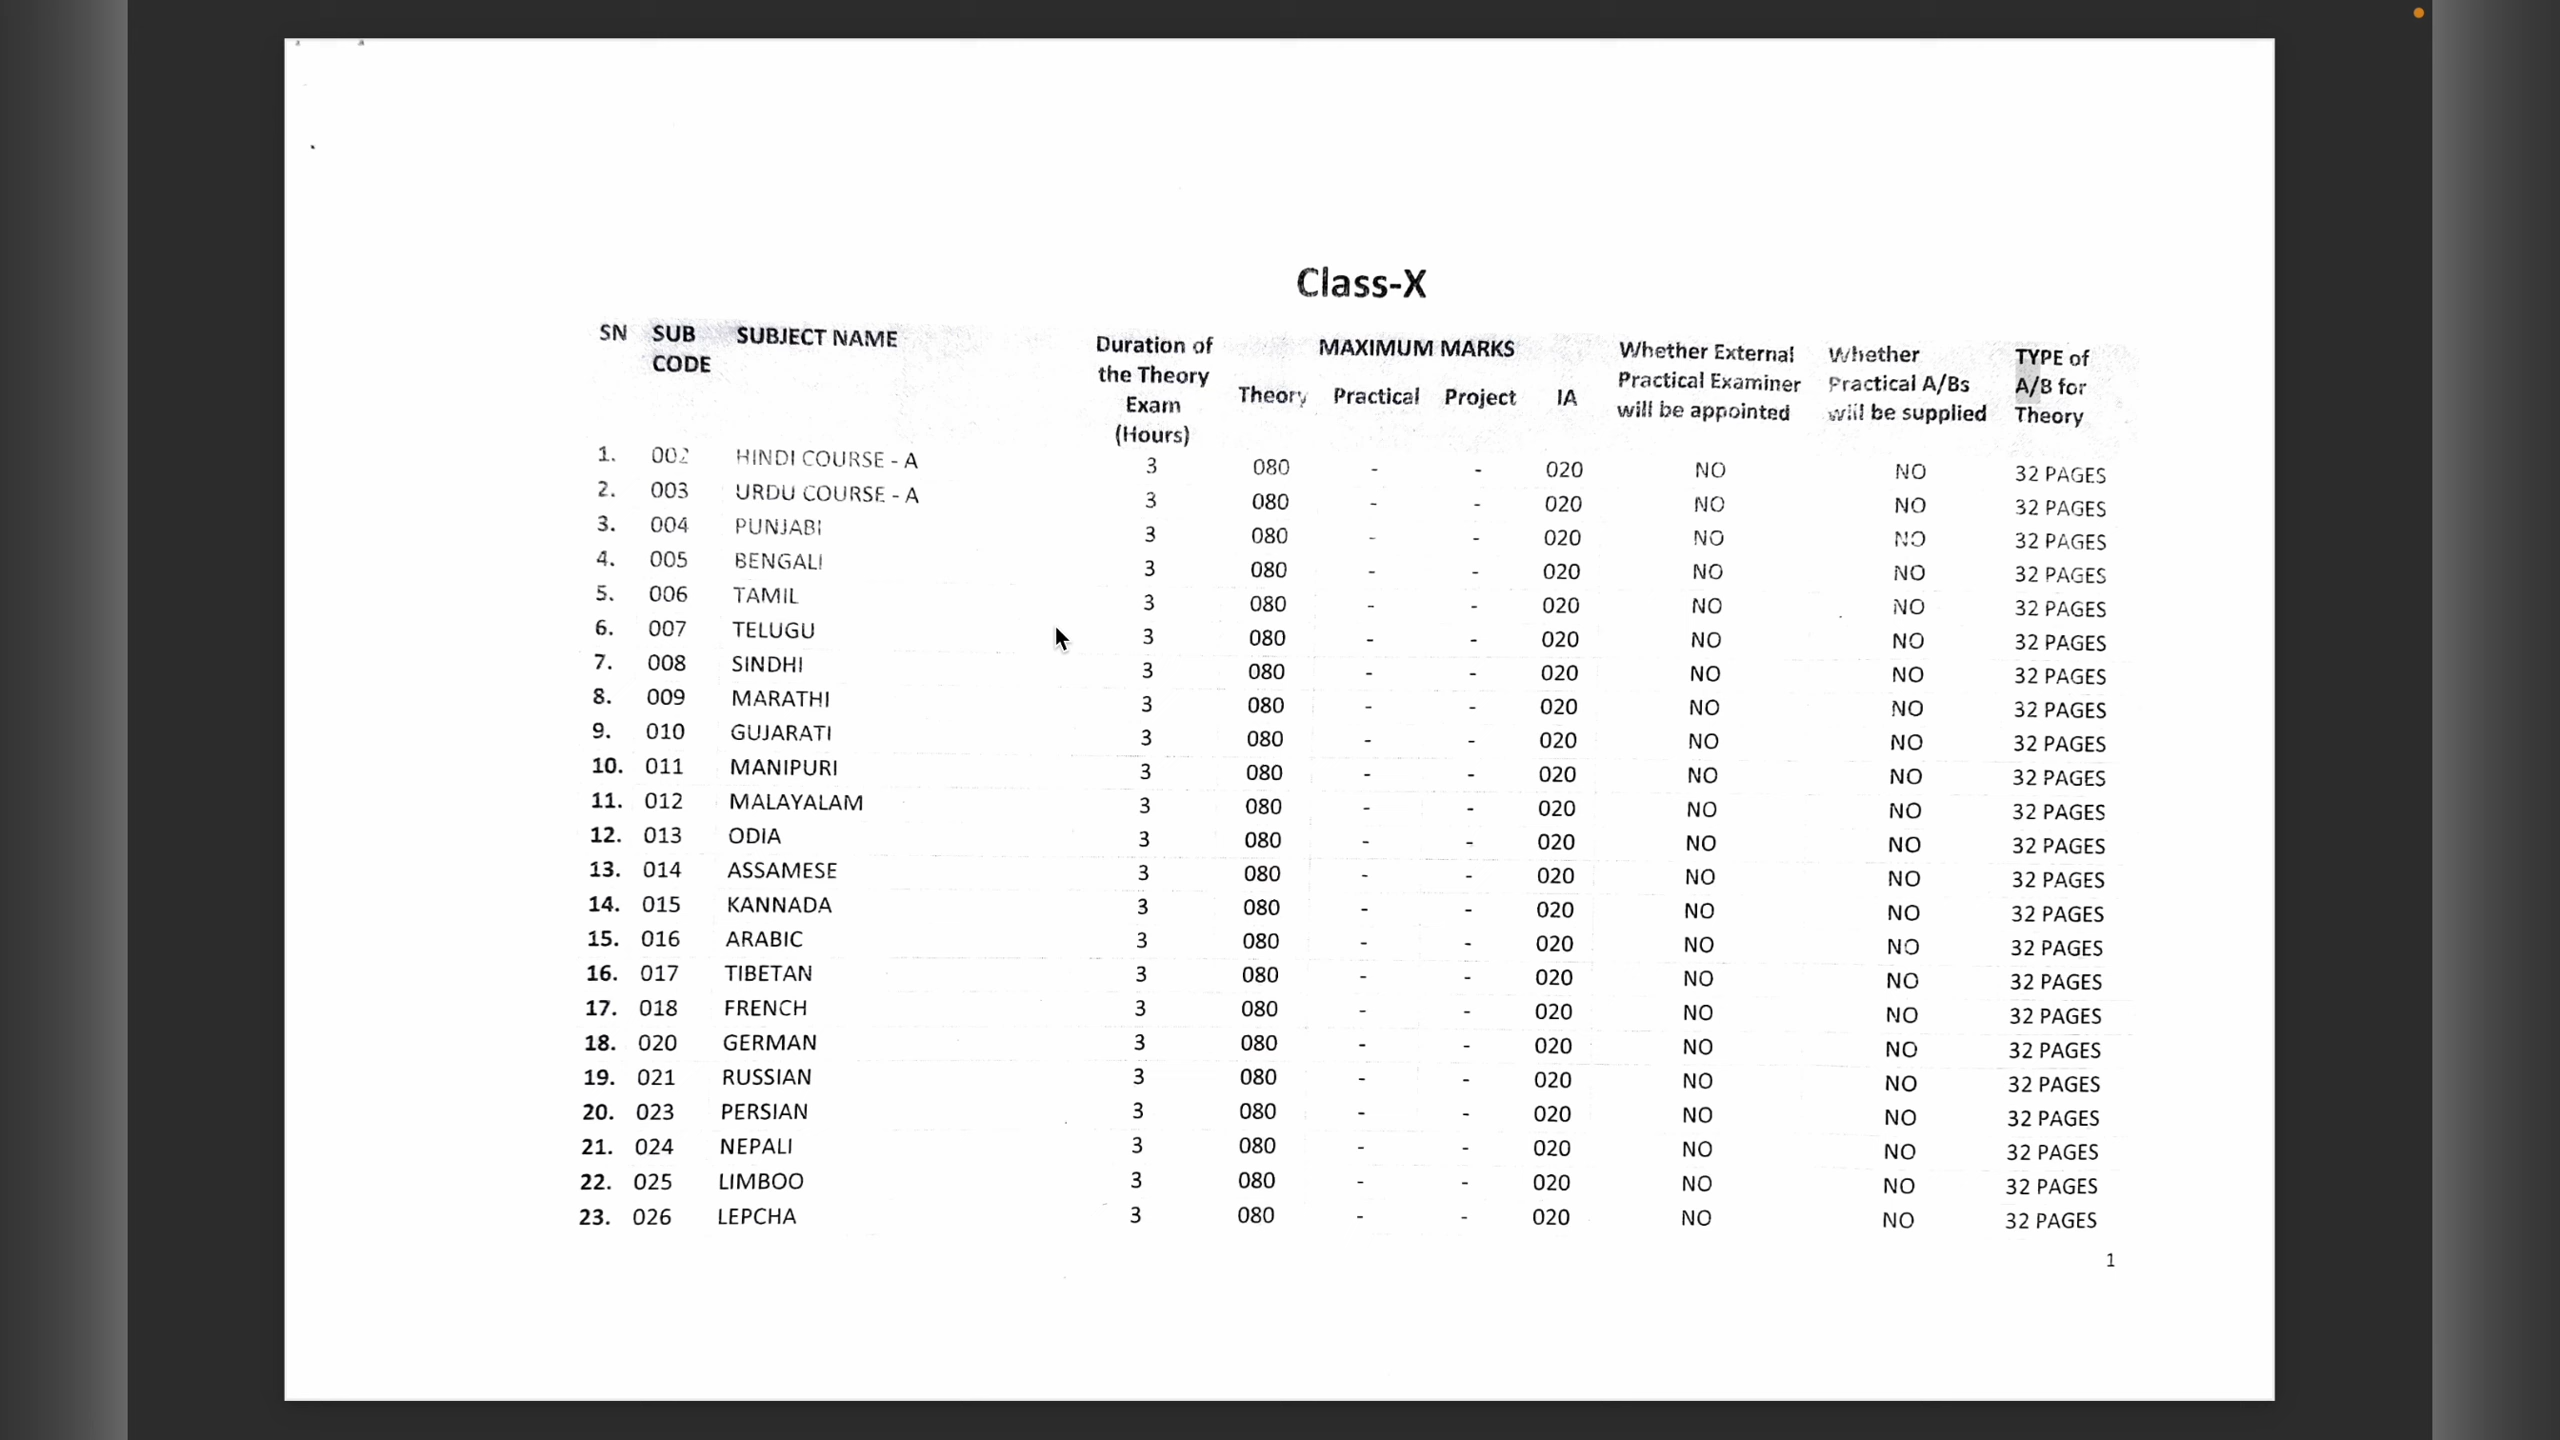 Class-X
SN SUB CODE SUBJECT NAME Duration of the Theory Exam (Hours) MAXIMUM MARKS Theory Practical Project IA Whether External Practical Examiner will be appointed Whether Practical A/Bs will be supplied TYPE of A/B for Theory
1. 002 HINDI COURSE - A 3 080 - - 020 NO NO 32 PAGES
2. 003 URDU COURSE - A 3 080 - - 020 NO NO 32 PAGES
3. 004 PUNJABI 3 080 - - 020 NO NO 32 PAGES
4. 005 BENGALI 3 080 - - 020 NO NO 32 PAGES
5. 006 TAMIL 3 080 - - 020 NO NO 32 PAGES
6. 007 TELUGU 3 080 - - 020 NO NO 32 PAGES
7. 008 SINDHI 3 080 - - 020 NO NO 32 PAGES
8. 009 MARATHI 3 080 - - 020 NO NO 32 PAGES
9. 010 GUJARATI 3 080 - - 020 NO NO 32 PAGES
10. 011 MANIPURI 3 080 - - 020 NO NO 32 PAGES
11. 012 MALAYALAM 3 080 - - 020 NO NO 32 PAGES
12. 013 ODIA 3 080 - - 020 NO NO 32 PAGES
13. 014 ASSAMESE 3 080 - - 020 NO NO 32 PAGES
14. 015 KANNADA 3 080 - - 020 NO NO 32 PAGES
15. 016 ARABIC 3 080 - - 020 NO NO 32 PAGES
16. 017 TIBETAN 3 080 - - 020 NO NO 32 PAGES
17. 018 FRENCH 3 080 - - 020 NO NO 32 PAGES
18. 020 GERMAN 3 080 - - 020 NO NO 32 PAGES
19. 021 RUSSIAN 3 080 - - 020 NO NO 32 PAGES
20. 023 PERSIAN 3 080 - - 020 NO NO 32 PAGES
21. 024 NEPALI 3 080 - - 020 NO NO 32 PAGES
22. 025 LIMBOO 3 080 - - 020 NO NO 32 PAGES
23. 026 LEPCHA 3 080 - - 020 NO NO 32 PAGES
1